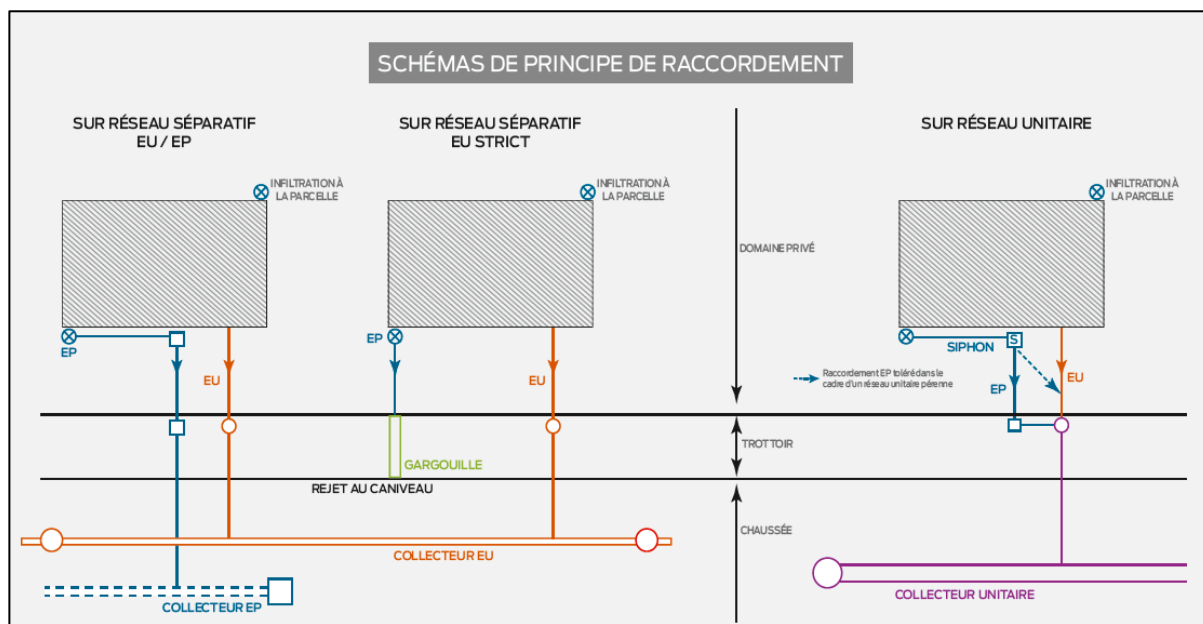 SCHÉMAS DE PRINCIPE DE RACCORDEMENT
SUR RÉSEAU SÉPARATIF
EU / EP
INFILTRATION À
LA PARCELLE
EP
EU
SUR RÉSEAU SÉPARATIF
EU STRICT
INFILTRATION À
LA PARCELLE
EP
EU
GARGOUILLE
REJET AU CANIVEAU
COLLECTEUR EU
COLLECTEUR EP
DOMAINE PRIVÉ
TROTTOIR
CHAUSSÉE
SUR RÉSEAU UNITAIRE
INFILTRATION À
LA PARCELLE
SIPHON
S
Raccordement EP toléré dans le
cadre d'un réseau unitaire pérenne
EP
EU
COLLECTEUR UNITAIRE